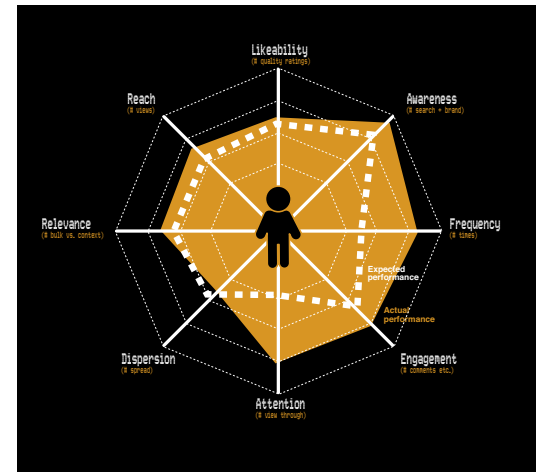 Likeability
(# quality ratings)
Reach
(# views)
Awareness
(# search + brand)
Relevance
(# bulk vs. context)
Frequency
(# times)
Expected
performance
Actual
performance
Dispersion
(# spread)
Engagement
(# comments etc.)
Attention
(# view through)